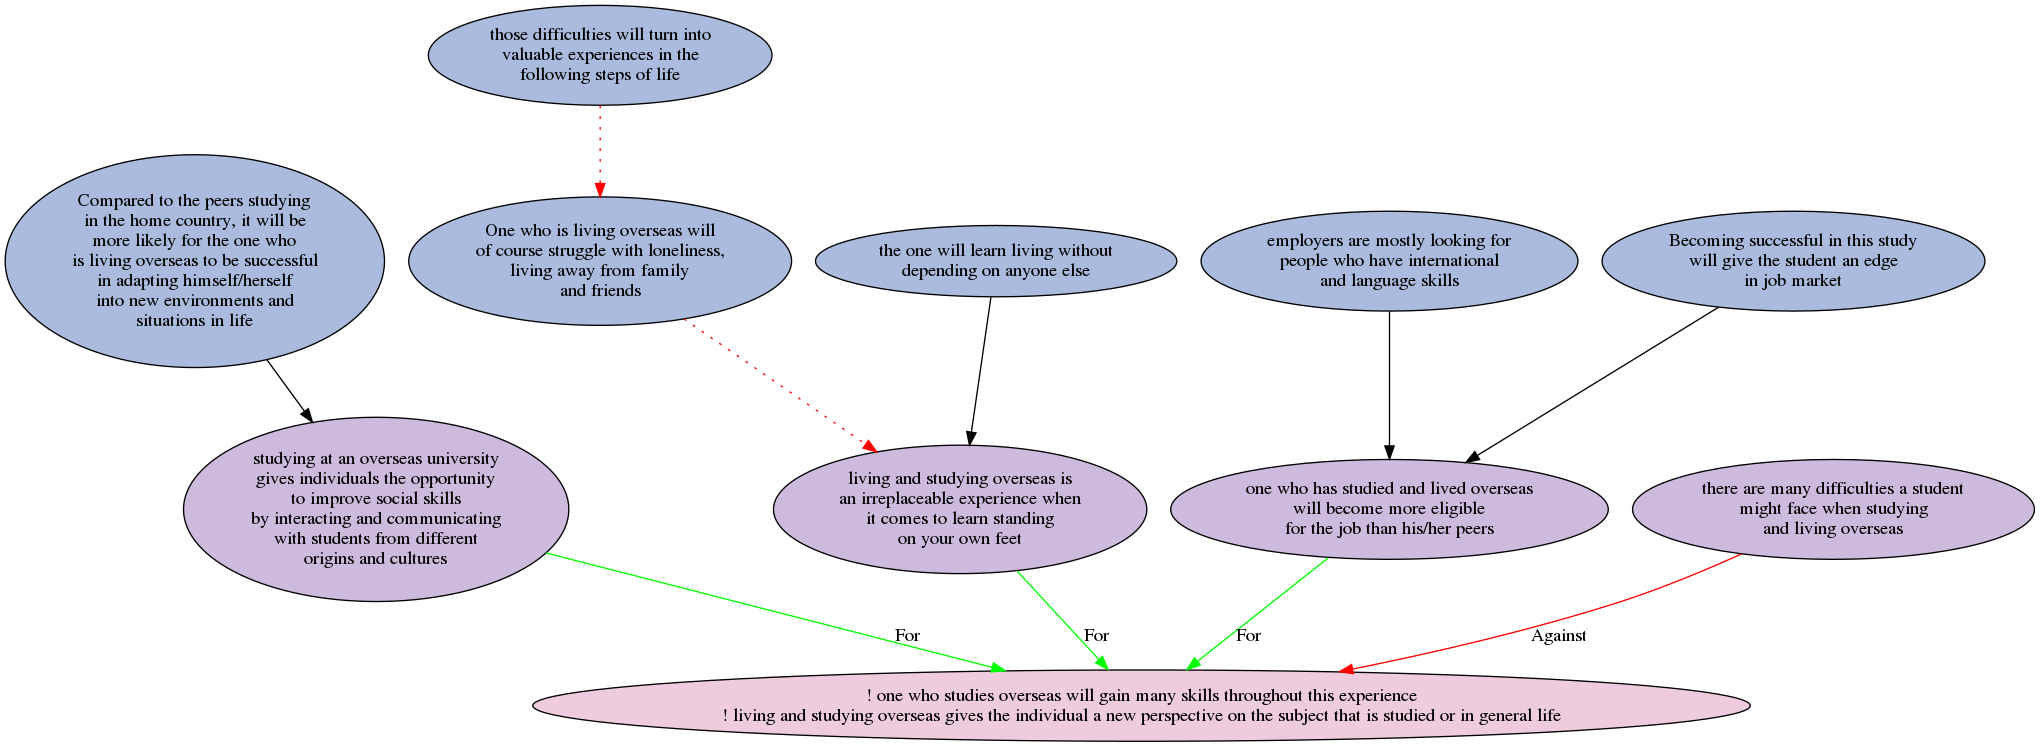 those difficulties will turn into
valuable experiences in the
following steps of life
Compared to the peers studying
in the home country, it will be
more likely for the one who
is living overseas to be successful
in adapting himself/herself
into new environments and
situations in life
One who is living overseas will
of course struggle with loneliness,
living away from family
and friends
the one will learn living without
depending on anyone else
employers are mostly looking for
people who have international
and language skills
Becoming successful in this study
will give the student an edge
in job market
studying at an overseas university
gives individuals the opportunity
to improve social skills
by interacting and communicating
with students from different
origins and cultures
living and studying overseas is
an irreplaceable experience when
it comes to learn standing
on your own feet
one who has studied and lived overseas
will become more eligible
for the job than his/her peers
there are many difficulties a student
might face when studying
and living overseas
For
For
For
Against
! one who studies overseas will gain many skills throughout this experience
! living and studying overseas gives the individual a new perspective on the subject that is studied or in general life